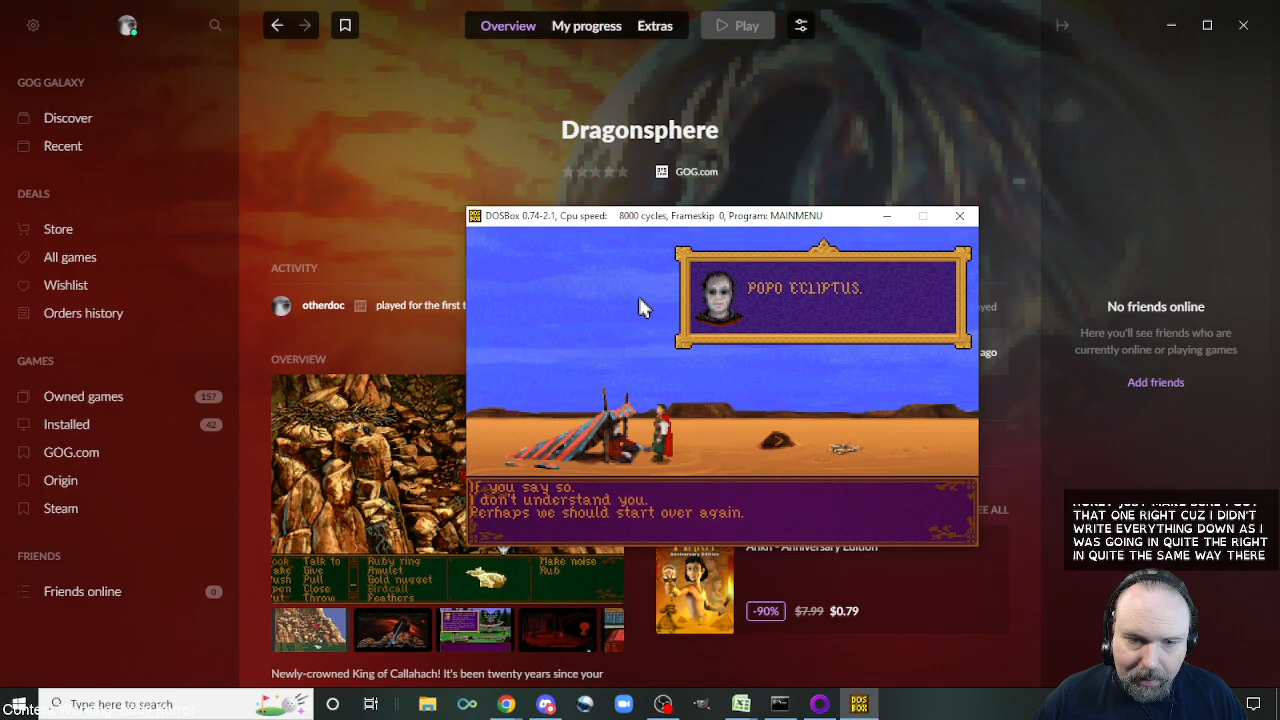 Overview My progress Extras Play
GOG GALAXY
Discover
Recent
DEALS
Store
All games
Wishlist
Orders history
GAMES
Owned games 157
Installed 42
GOG.com
Origin
Steam
FRIENDS
Friends online 0
Dragonsphere
GOG.com
ACTIVITY
otherdoc played for the first t
OVERVIEW
DOSBox 0.74-2.1, Cpu speed: 8000 cycles, Frameskip 0, Program: MAINMENU
POPO ECLIPTUS.
If you say so.
I don't understand you.
Perhaps we should start over again.
ago
EE ALL
Talk to
Give
Pull
Close
Throw
Ruby ring
Amulet
Gold nugget
Birdcall
Feathers
Make noise
Rub
-90% $7.99 $0.79
Newly-crowned King of Callahach! It's been twenty years since your
No friends online
Here you'll see friends who are
currently online or playing games
Add friends
THAT ONE RIGHT CUZ I DIDN'T
WRITE EVERYTHING DOWN AS I
WAS GOING IN QUITE THE RIGHT
IN QUITE THE SAME WAY THERE
Type here to search